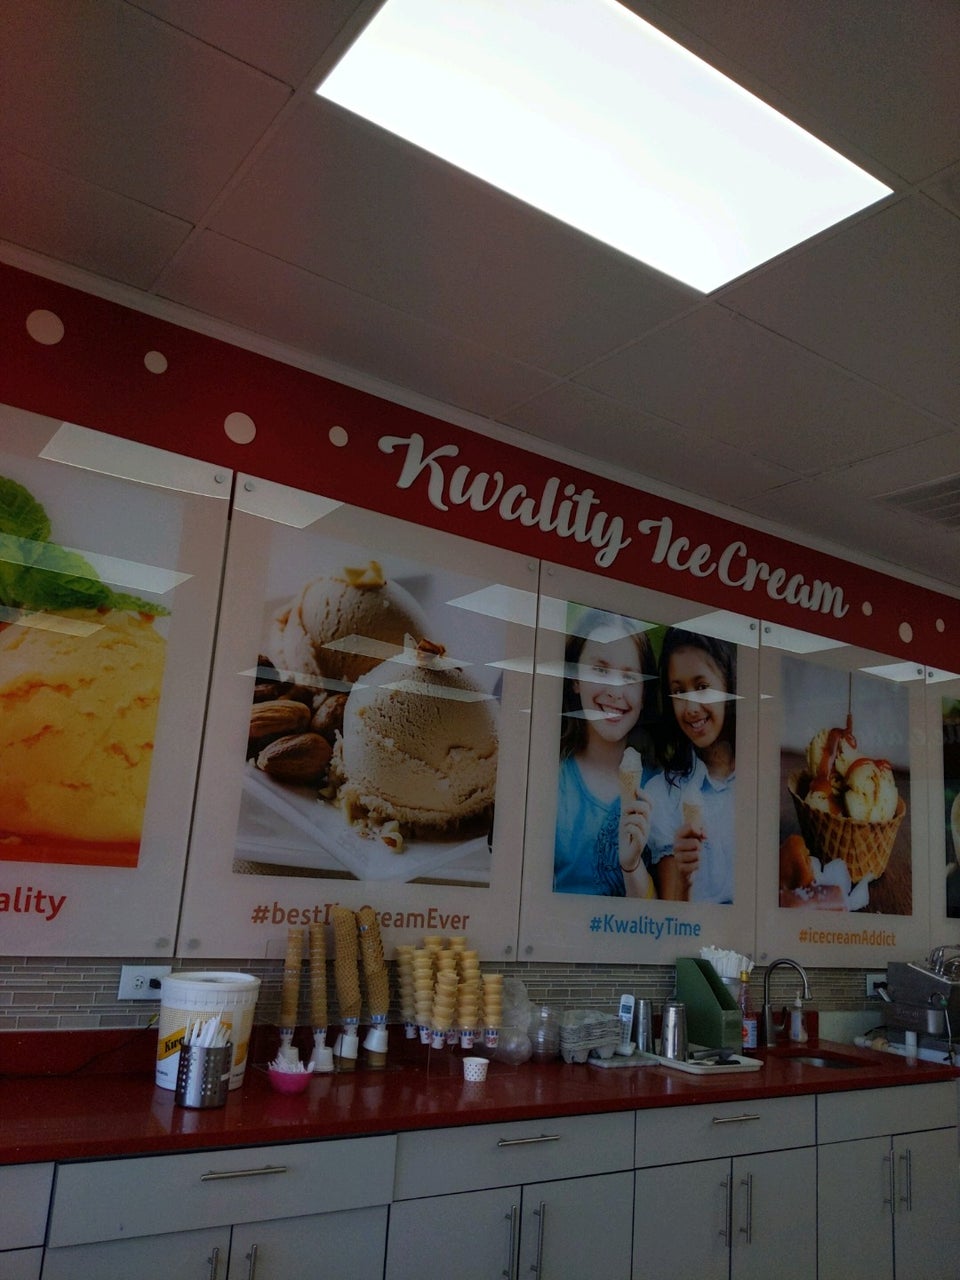 Kwality Ice Cream
ality
#bestIceCreamEver
#KwalityTime
#icecreamAddict